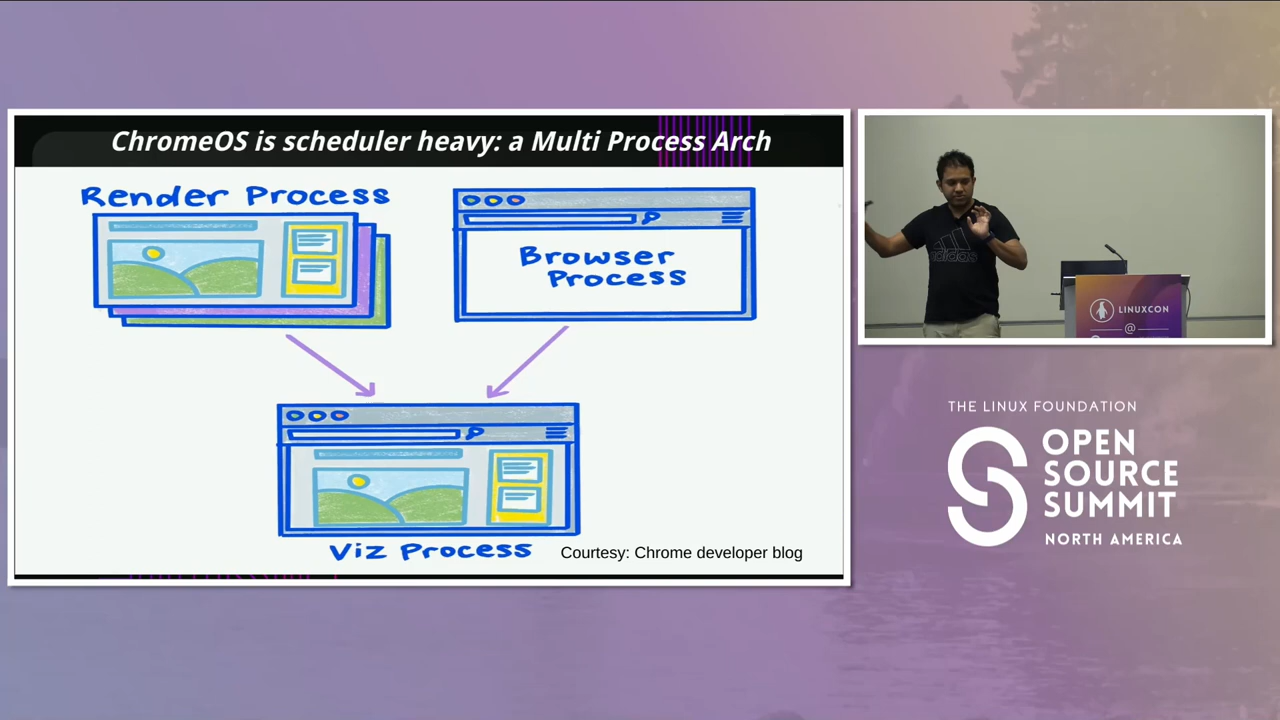 ChromeOS is scheduler heavy: a Multi Process Arch
Render Process
Browser
Process
Viz Process
Courtesy: Chrome developer blog
adidas
LINUXCON
@
THE LINUX FOUNDATION
OPEN
SOURCE
SUMMIT
NORTH AMERICA